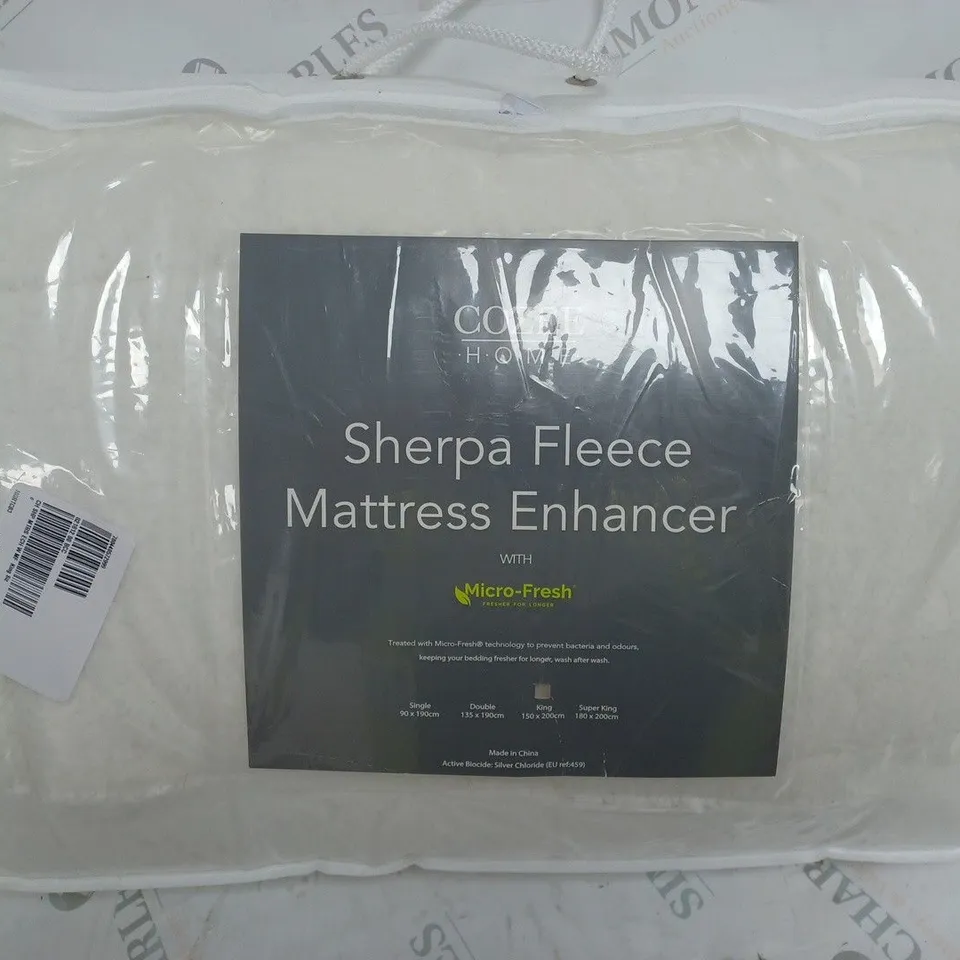 COZEE
·H·O·M·E·
Sherpa Fleece
Mattress Enhancer
WITH
Micro-Fresh
FRESHER FOR LONGER
Treated with Micro-Fresh® technology to prevent bacteria and odours,
keeping your bedding fresher for longer, wash after wash.
Single
90 x 190cm
Double
135 x 190cm
King
150 x 200cm
Super King
180 x 200cm
Made in China
Active Biocide: Silver Chloride (EU ref:459)